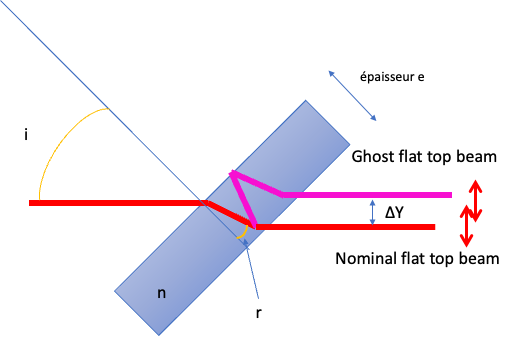 épaisseur e
i
Ghost flat top beam
ΔY
Nominal flat top beam
n
r